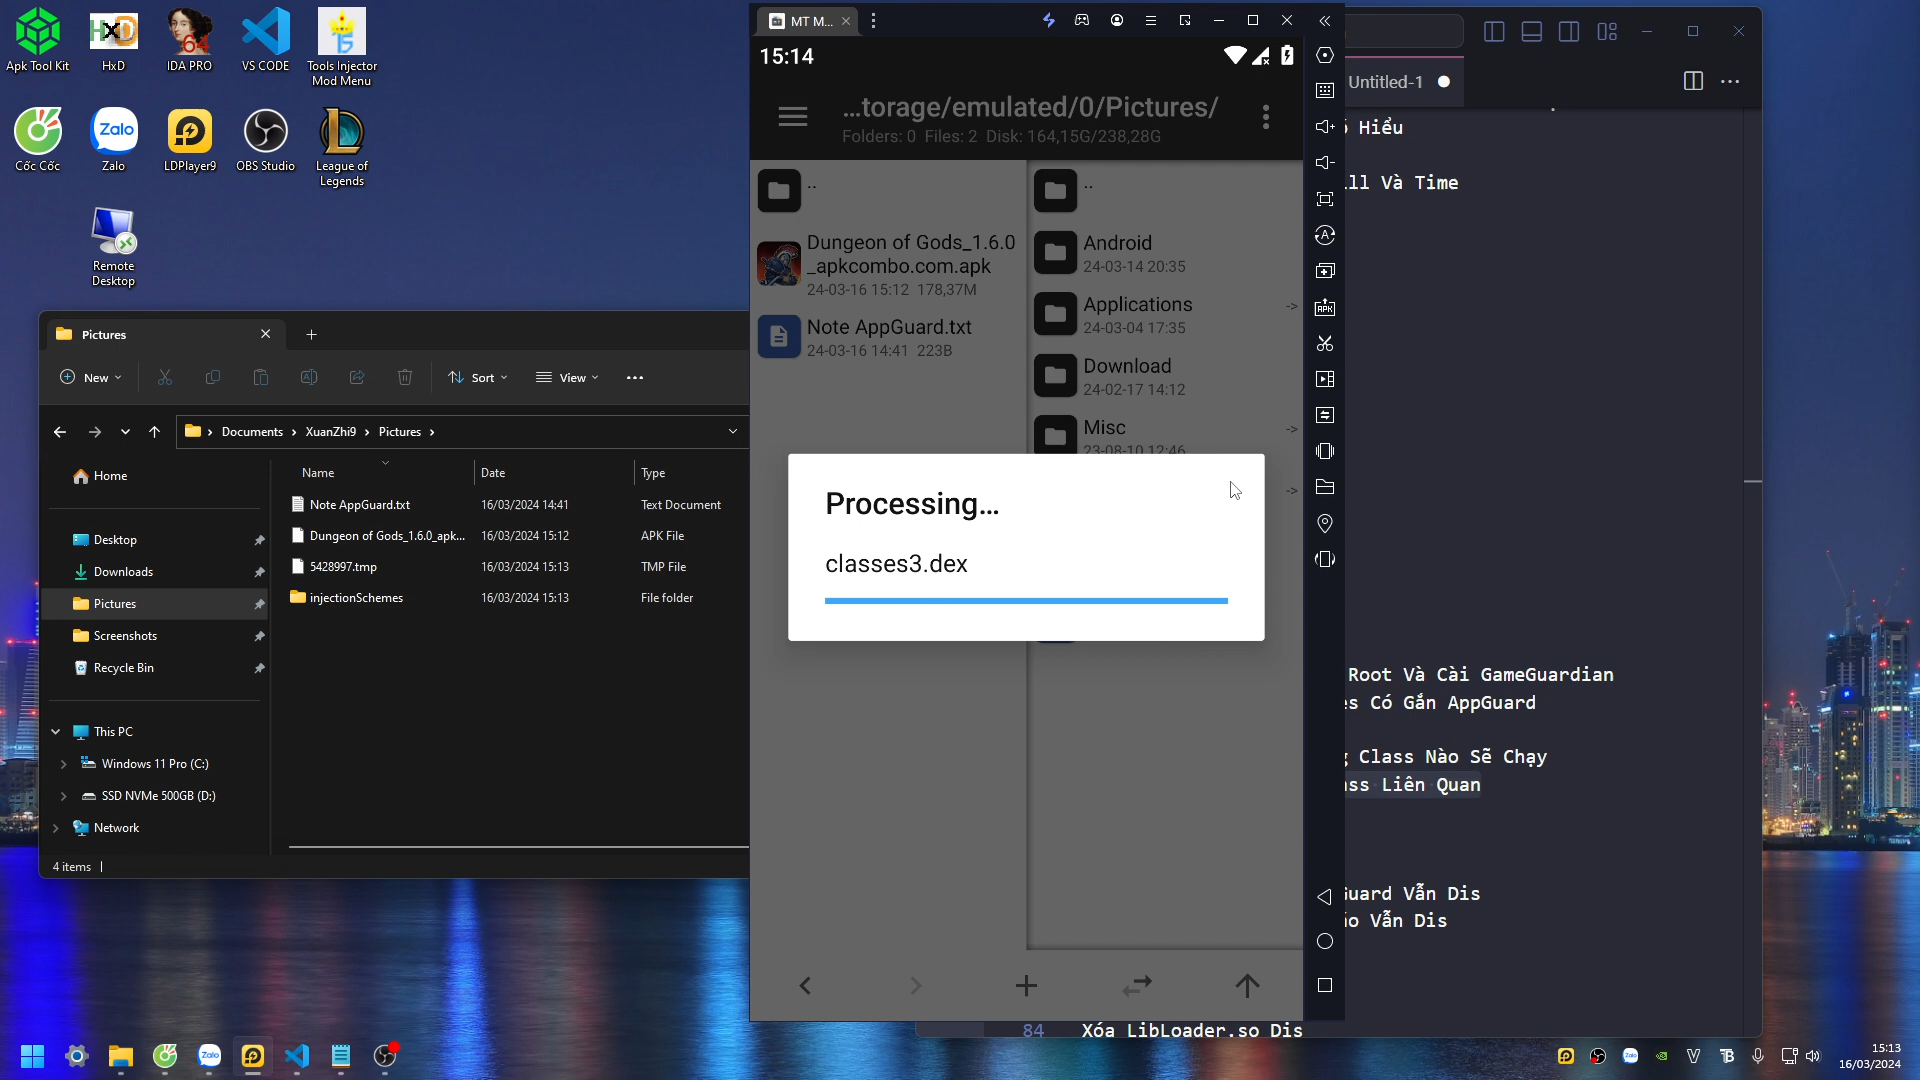 Apk Tool Kit
HxD
IDA PRO
VS CODE
Tools Injector
Mod Menu
Cốc Cốc
Zalo
LDPlayer9
OBS Studio
League of
Legends
Remote
Desktop
Pictures
New
Sort
View
Documents > XuanZhi9 > Pictures >
Home
Desktop
Downloads
Pictures
Screenshots
Recycle Bin
This PC
Windows 11 Pro (C:)
SSD NVMe 500GB (D:)
Network
Name Date Type
Note AppGuard.txt 16/03/2024 14:41 Text Document
Dungeon of Gods_1.6.0_apk... 16/03/2024 15:12 APK File
5428997.tmp 16/03/2024 15:13 TMP File
injectionSchemes 16/03/2024 15:13 File folder
4 items
MT M...
15:14
...torage/emulated/0/Pictures/
Folders: 0 Files: 2 Disk: 164,15G/238,28G
..
Dungeon of Gods_1.6.0
_apkcombo.com.apk
24-03-16 15:12 178,37M
Note AppGuard.txt
24-03-16 14:41 223B
..
Android
24-03-14 20:35
Applications ->
24-03-04 17:35
Download
24-02-17 14:12
Misc ->
23-08-10 12:46
->
Processing...
classes3.dex
APK
Untitled-1
Hiểu
ll Và Time
Root Và Cài GameGuardian
s Có Gắn AppGuard
Class Nào Sẽ Chạy
ss Liên Quan
Guard Vẫn Dis
o Vẫn Dis
84 Xóa LibLoader.so Dis
15:13
16/03/2024